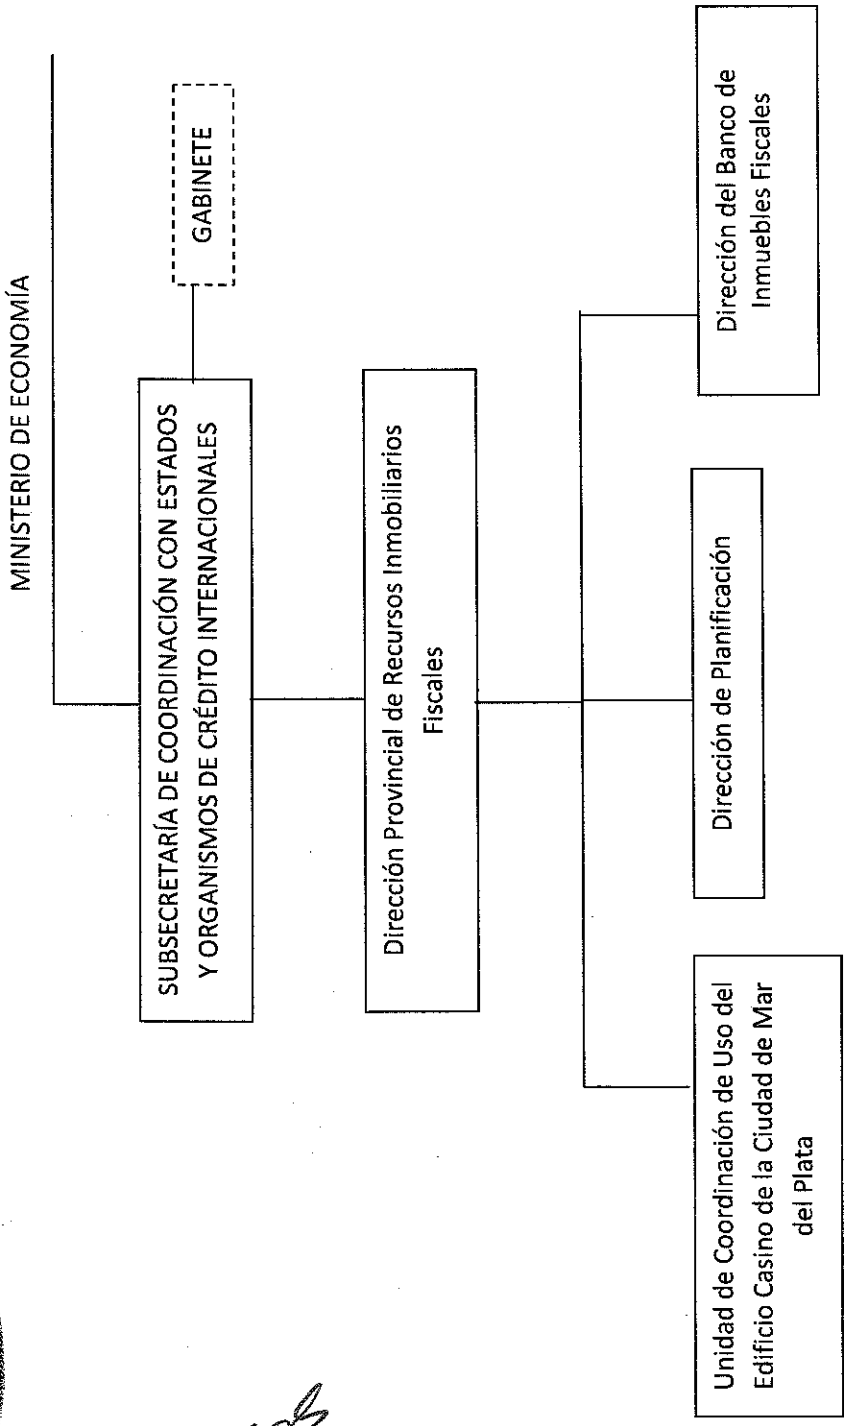 MINISTERIO DE ECONOMÍA
SUBSECRETARÍA DE COORDINACIÓN CON ESTADOS
Y ORGANISMOS DE CRÉDITO INTERNACIONALES
GABINETE
Dirección Provincial de Recursos Inmobiliarios
Fiscales
Unidad de Coordinación de Uso del
Edificio Casino de la Ciudad de Mar
del Plata
Dirección de Planificación
Dirección del Banco de
Inmuebles Fiscales